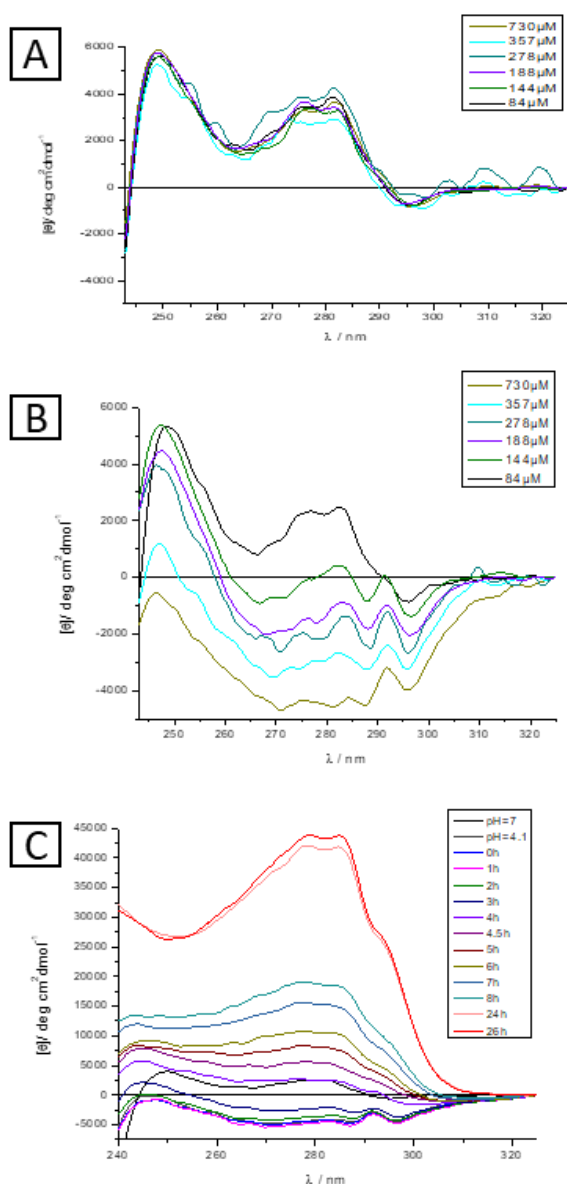 A
730µM
357µM
278µM
188µM
144µM
84µM
6000
4000
2000
0
-2000
-4000
[θ]/ deg cm²dmol⁻¹
250 260 270 280 290 300 310 320
λ / nm
B
730µM
357µM
278µM
188µM
144µM
84µM
6000
4000
2000
0
-2000
-4000
[θ]/ deg cm²dmol⁻¹
250 260 270 280 290 300 310 320
λ / nm
C
pH=7
pH=4.1
0h
1h
2h
3h
4h
4.5h
5h
6h
7h
8h
24h
26h
45000
40000
35000
30000
25000
20000
15000
10000
5000
0
-5000
[θ]/ deg cm²dmol⁻¹
240 260 280 300 320
λ / nm